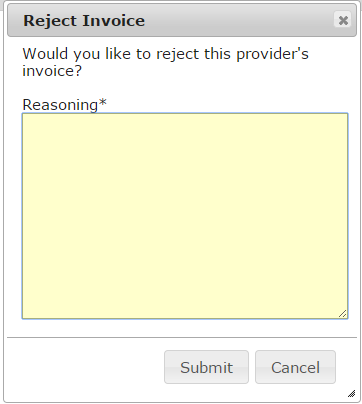 Reject Invoice
Would you like to reject this provider's
invoice?
Reasoning*
Submit Cancel